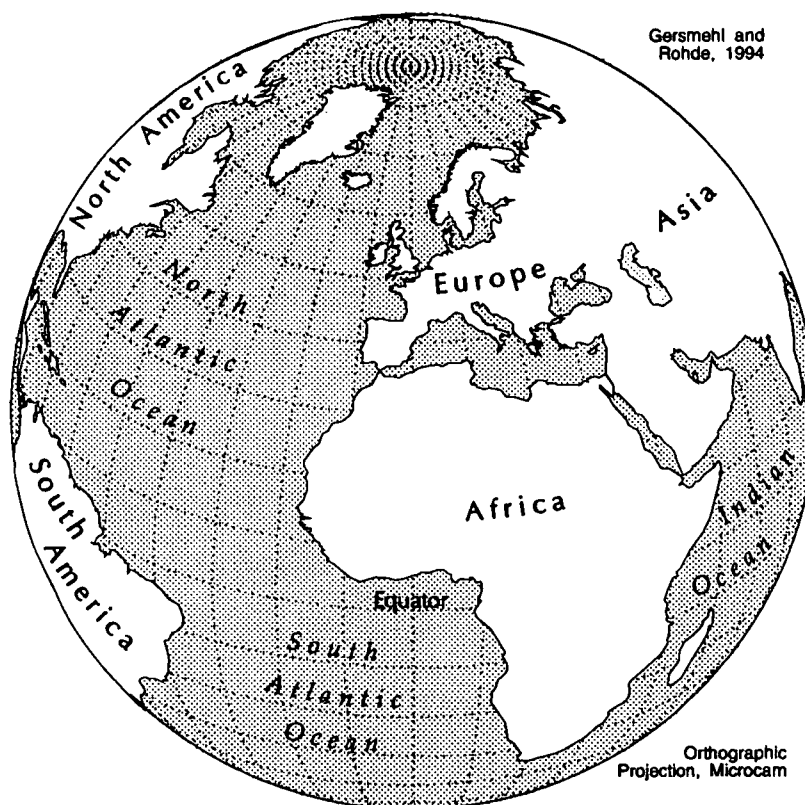 Gersmehl and
Rohde, 1994
North America
Asia
Europe
North
Atlantic
Ocean
Africa
Indian
Ocean
South
America
Equator
South
Atlantic
Ocean
Orthographic
Projection, Microcam